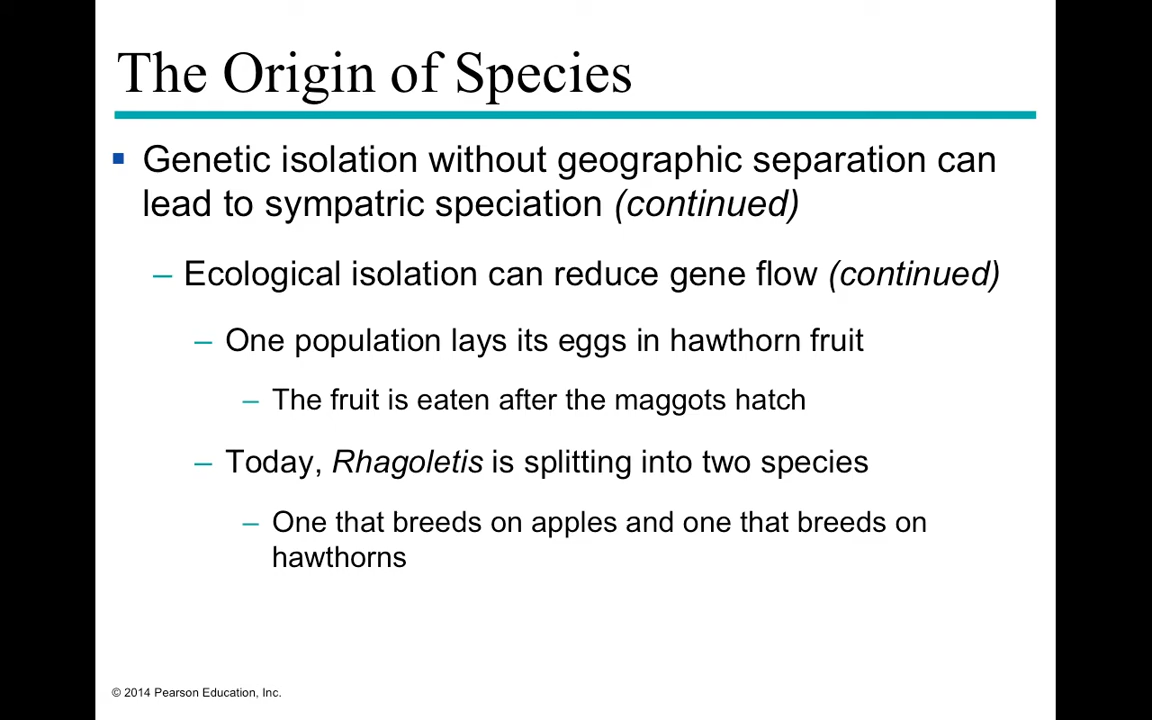 The Origin of Species
▪ Genetic isolation without geographic separation can
lead to sympatric speciation (continued)
– Ecological isolation can reduce gene flow (continued)
– One population lays its eggs in hawthorn fruit
– The fruit is eaten after the maggots hatch
– Today, Rhagoletis is splitting into two species
– One that breeds on apples and one that breeds on
hawthorns
© 2014 Pearson Education, Inc.